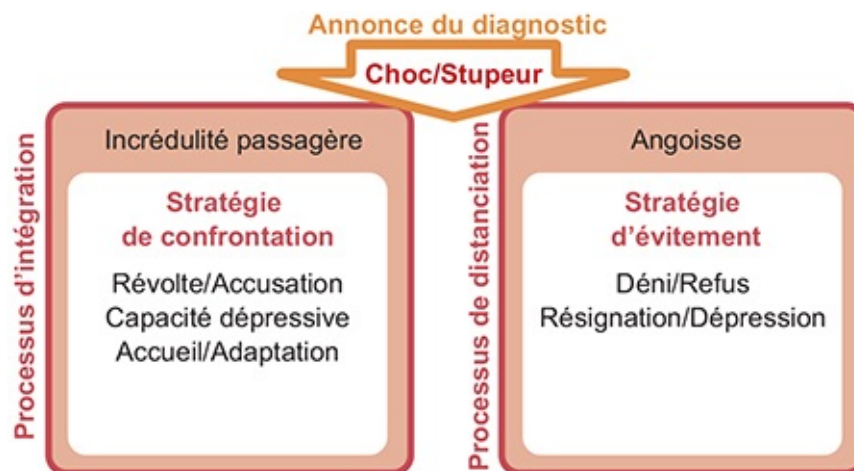 Annonce du diagnostic
Choc/Stupeur
Processus d'intégration
Incrédulité passagère
Stratégie
de confrontation
Révolte/Accusation
Capacité dépressive
Accueil/Adaptation
Processus de distanciation
Angoisse
Stratégie
d'évitement
Déni/Refus
Résignation/Dépression